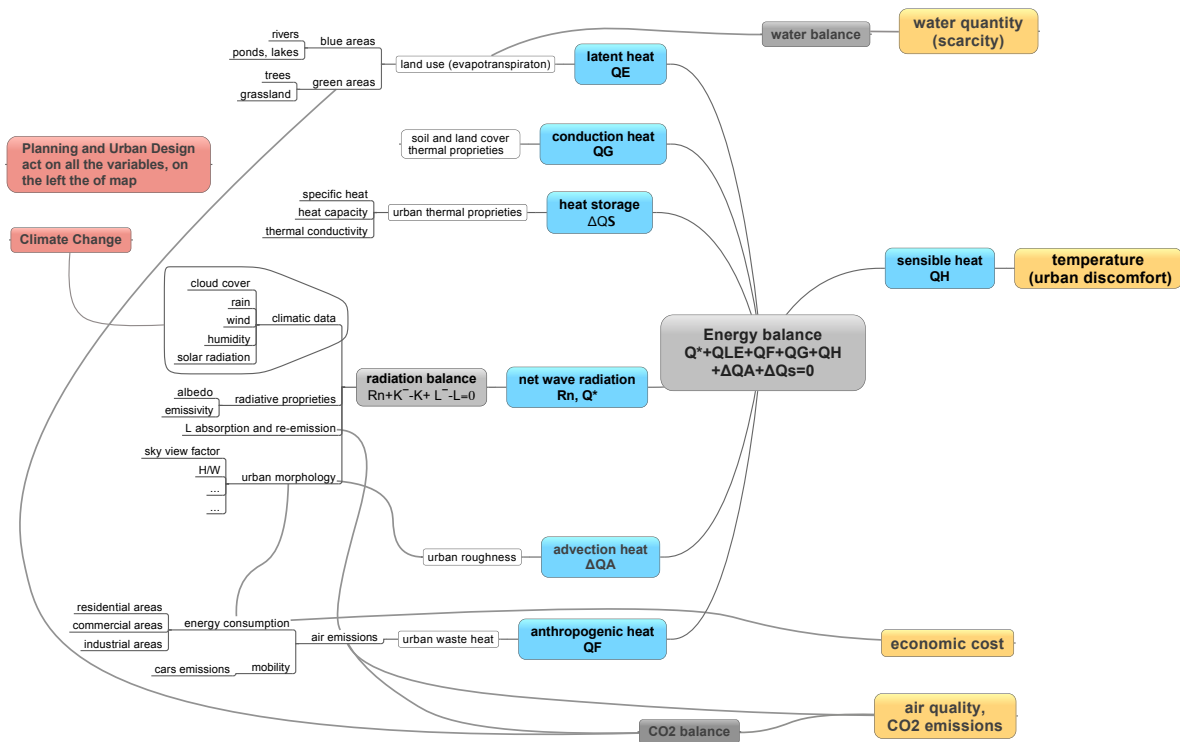 rivers
ponds, lakes
blue areas
trees
grassland
green areas
land use (evapotranspiraton)
latent heat
QE
water balance
water quantity
(scarcity)
Planning and Urban Design
act on all the variables, on
the left the of map
soil and land cover
thermal proprieties
conduction heat
QG
specific heat
heat capacity
thermal conductivity
urban thermal proprieties
heat storage
ΔQS
Climate Change
sensible heat
QH
temperature
(urban discomfort)
cloud cover
rain
wind
humidity
solar radiation
climatic data
Energy balance
Q*+QLE+QF+QG+QH
+ΔQA+ΔQs=0
albedo
emissivity
radiative proprieties
radiation balance
Rn+K¯-K+ L¯-L=0
net wave radiation
Rn, Q*
L absorption and re-emission
sky view factor
H/W
...
...
urban morphology
urban roughness
advection heat
ΔQA
residential areas
commercial areas
industrial areas
energy consumption
cars emissions
mobility
air emissions
urban waste heat
anthropogenic heat
QF
economic cost
air quality,
CO2 emissions
CO2 balance